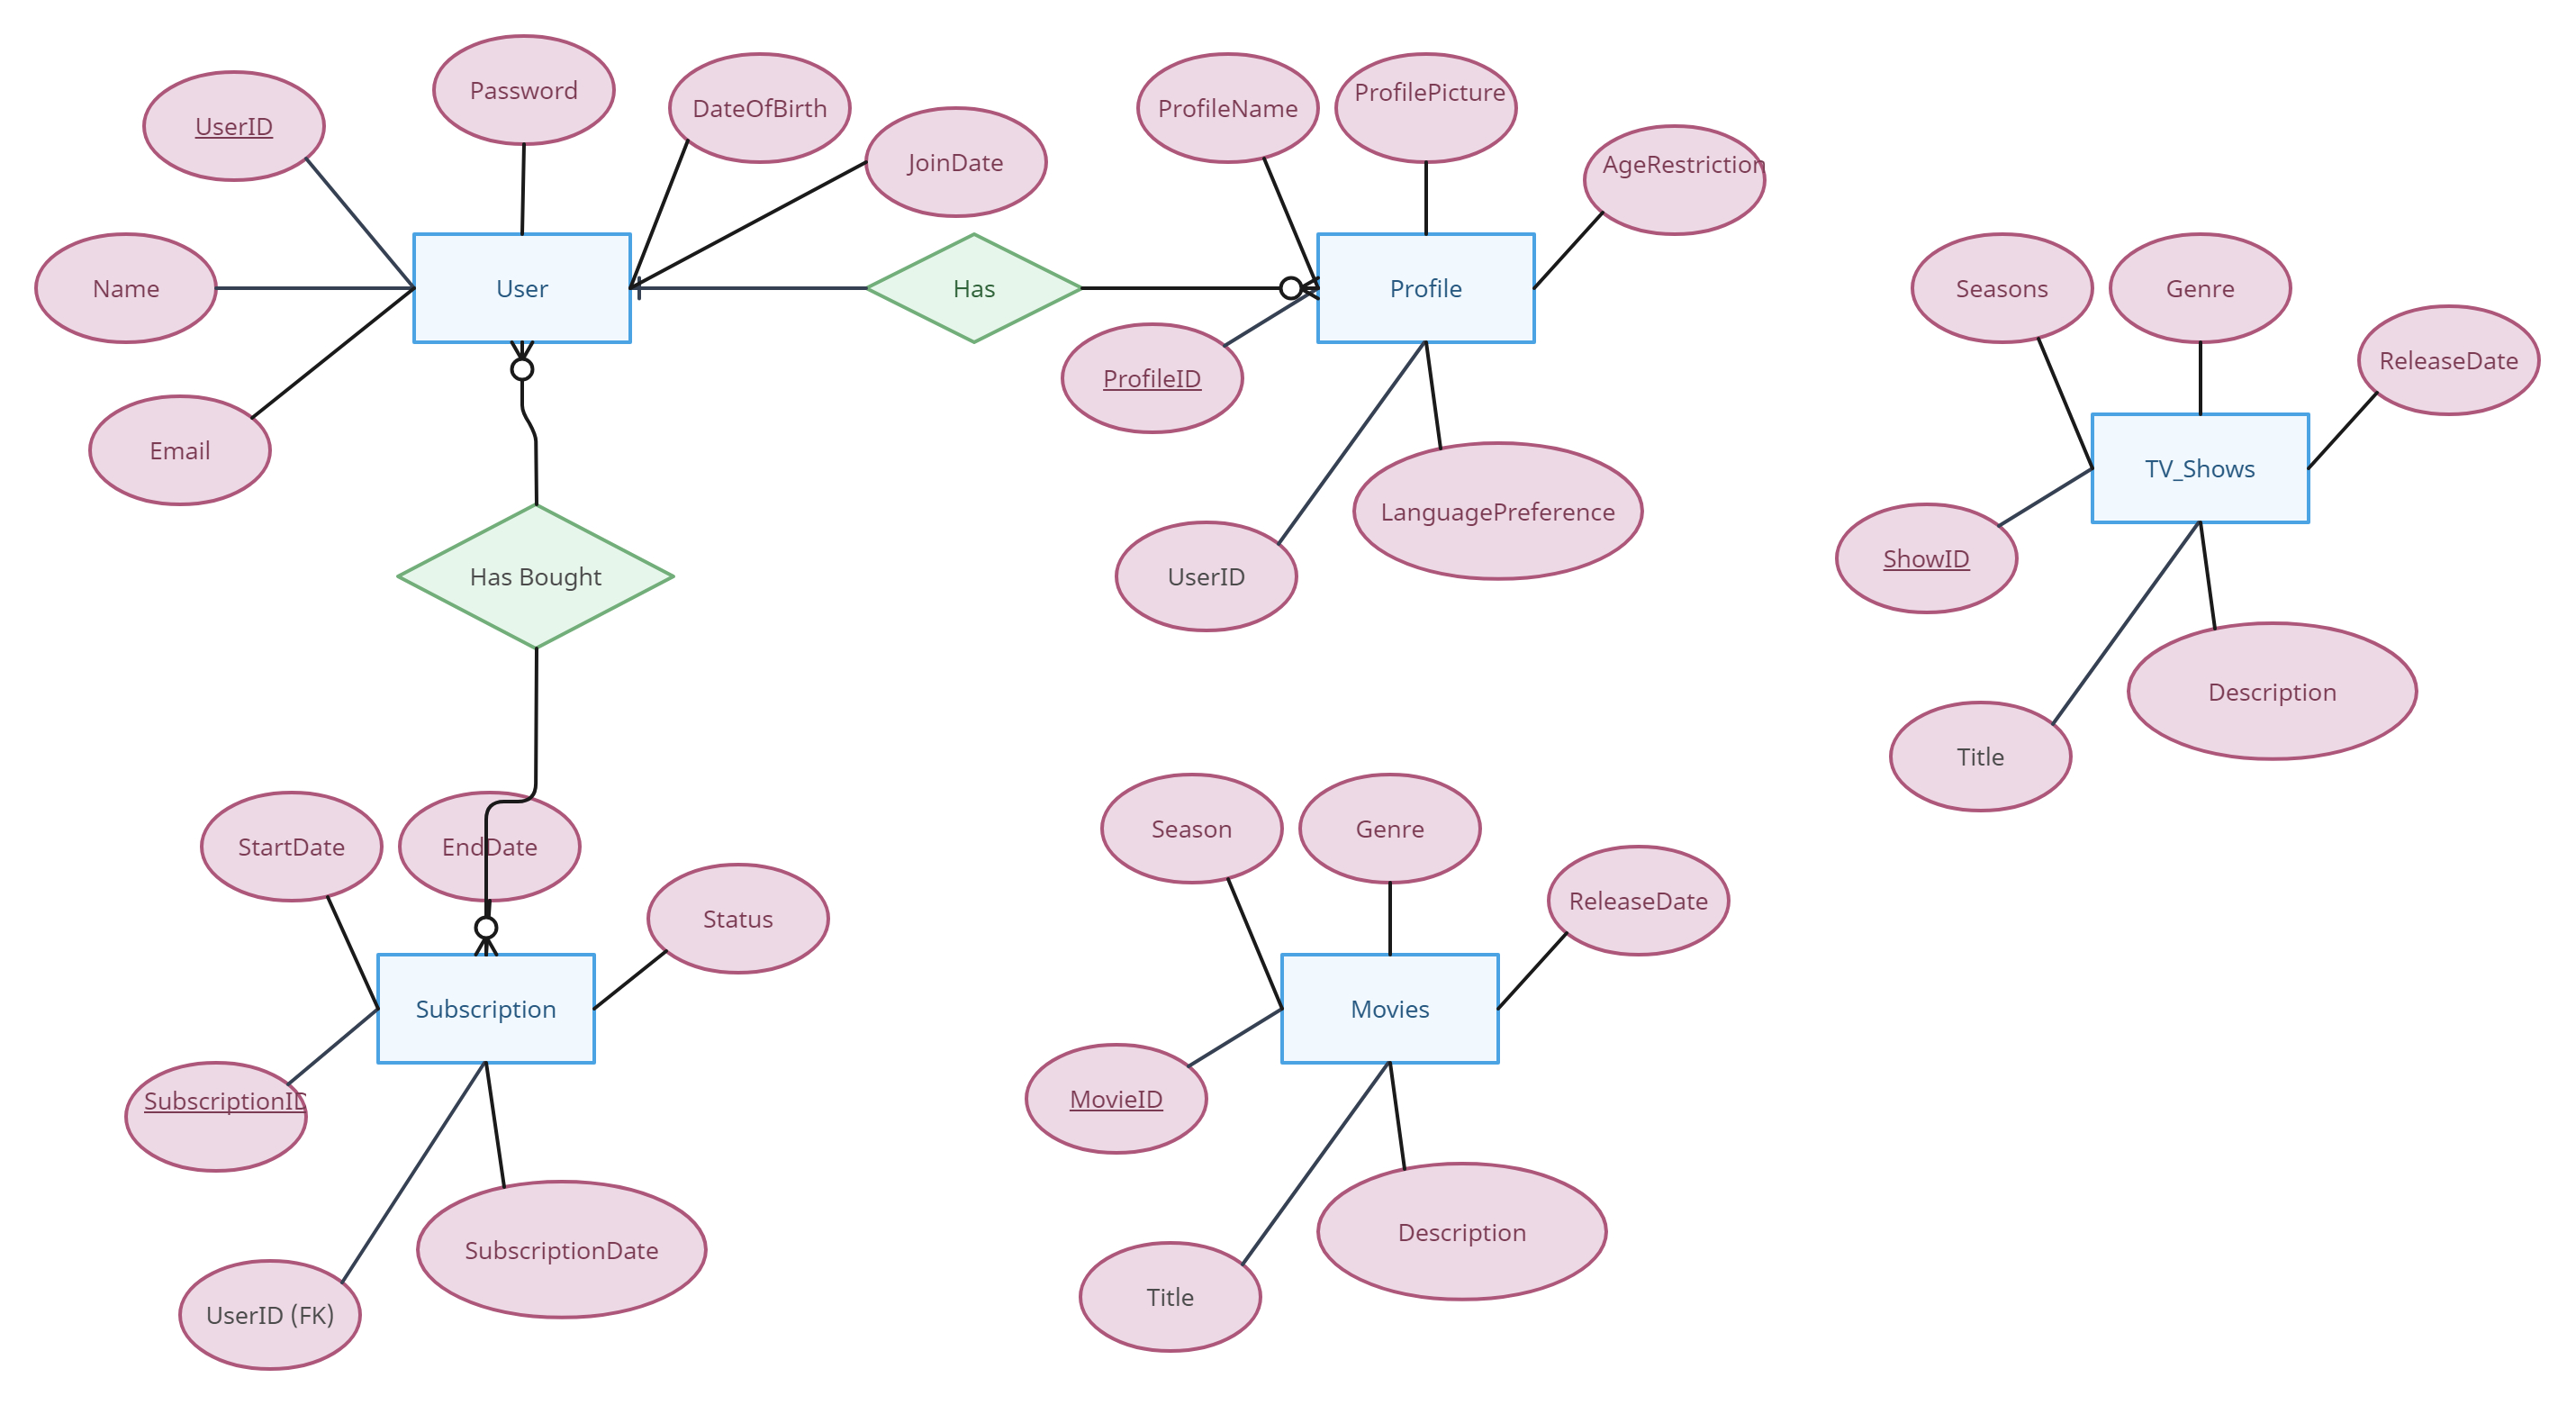 Password
DateOfBirth
ProfileName
ProfilePicture
UserID
JoinDate
AgeRestriction
Name
User
Has
Profile
Seasons
Genre
ReleaseDate
ProfileID
Email
TV_Shows
LanguagePreference
ShowID
Has Bought
UserID
Description
Title
StartDate
EndDate
Season
Genre
Status
ReleaseDate
Subscription
Movies
SubscriptionID
MovieID
Description
SubscriptionDate
Title
UserID (FK)